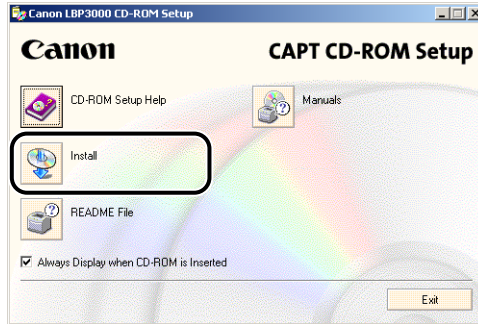 Canon LBP3000 CD-ROM Setup
Canon
CAPT CD-ROM Setup
CD-ROM Setup Help
Manuals
Install
README File
Always Display when CD-ROM is Inserted
Exit